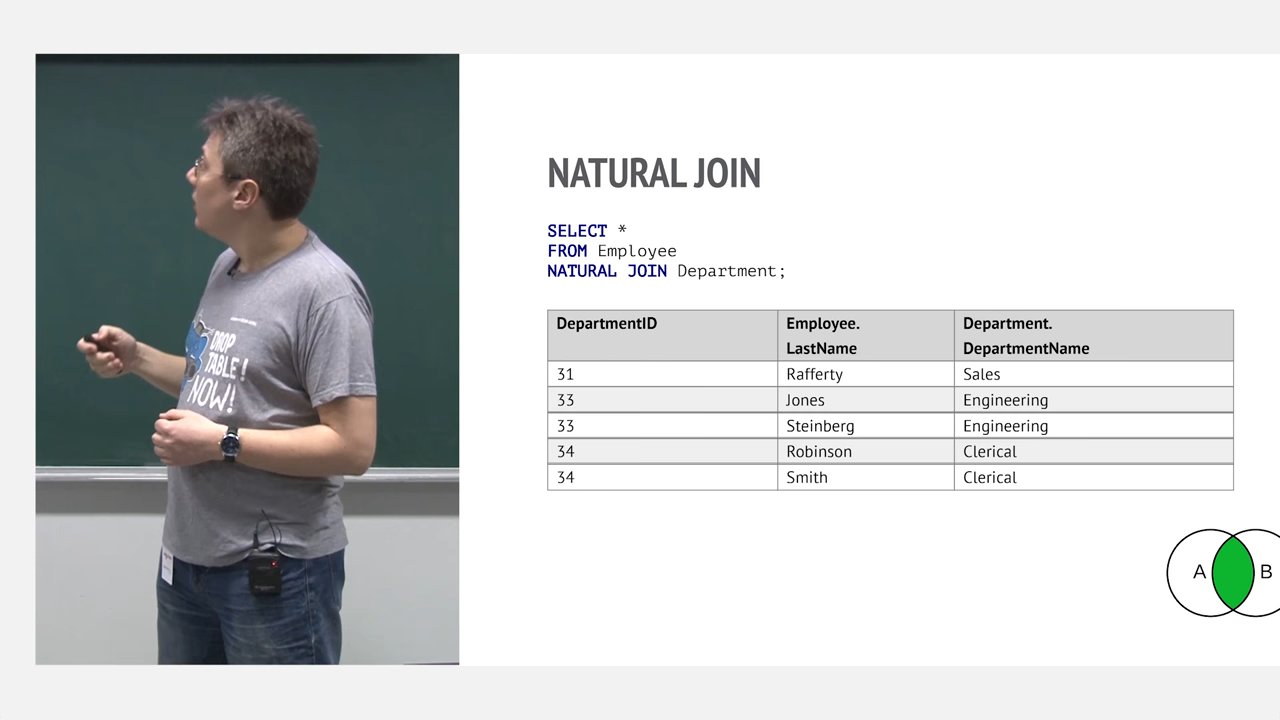 NATURAL JOIN
SELECT *
FROM Employee
NATURAL JOIN Department;
DepartmentID Employee. LastName Department. DepartmentName
31 Rafferty Sales
33 Jones Engineering
33 Steinberg Engineering
34 Robinson Clerical
34 Smith Clerical
A B
DROP
TABLE!
NOW!